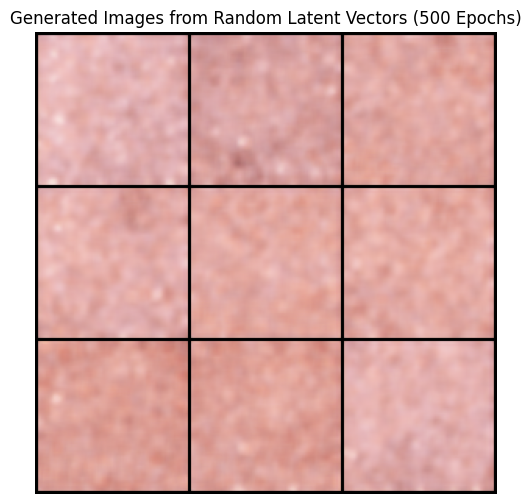 Generated Images from Random Latent Vectors (500 Epochs)